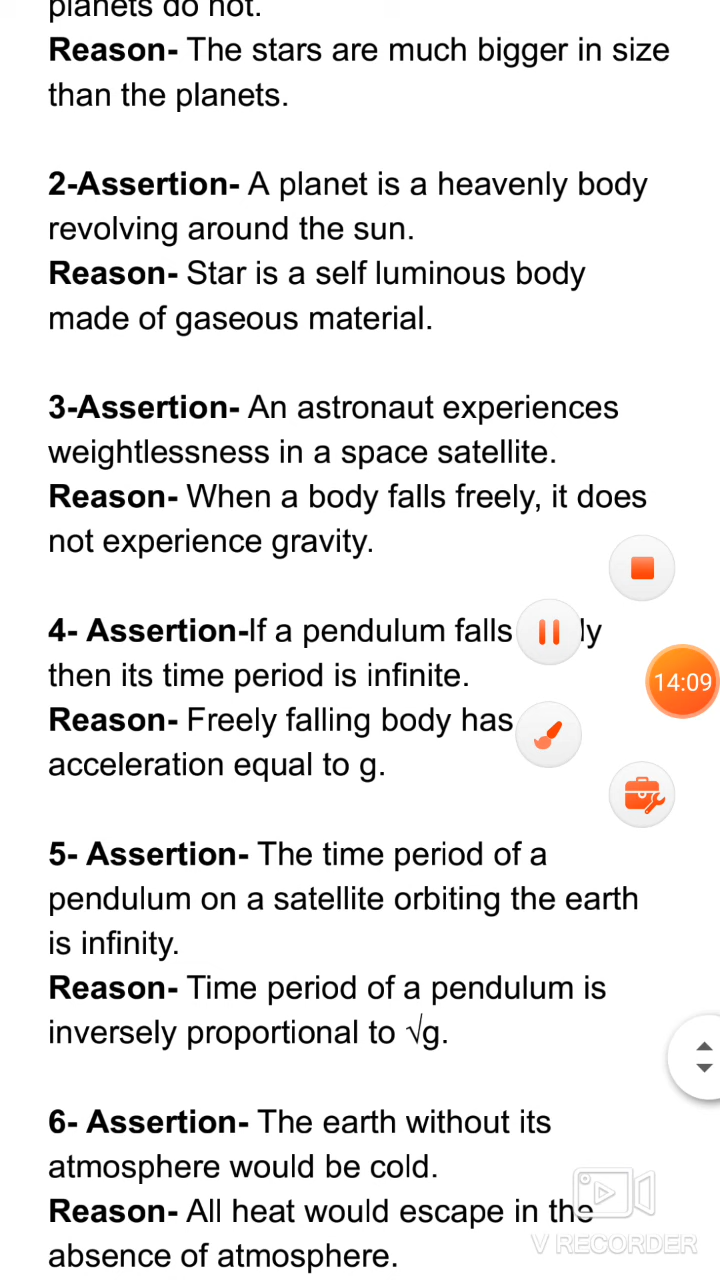 planets do not.
Reason- The stars are much bigger in size
than the planets.
2-Assertion- A planet is a heavenly body
revolving around the sun.
Reason- Star is a self luminous body
made of gaseous material.
3-Assertion- An astronaut experiences
weightlessness in a space satellite.
Reason- When a body falls freely, it does
not experience gravity.
4- Assertion-If a pendulum falls ly
then its time period is infinite.
14:09
Reason- Freely falling body has
acceleration equal to g.
5- Assertion- The time period of a
pendulum on a satellite orbiting the earth
is infinity.
Reason- Time period of a pendulum is
inversely proportional to √g.
6- Assertion- The earth without its
atmosphere would be cold.
Reason- All heat would escape in the
absence of atmosphere.
V RECORDER